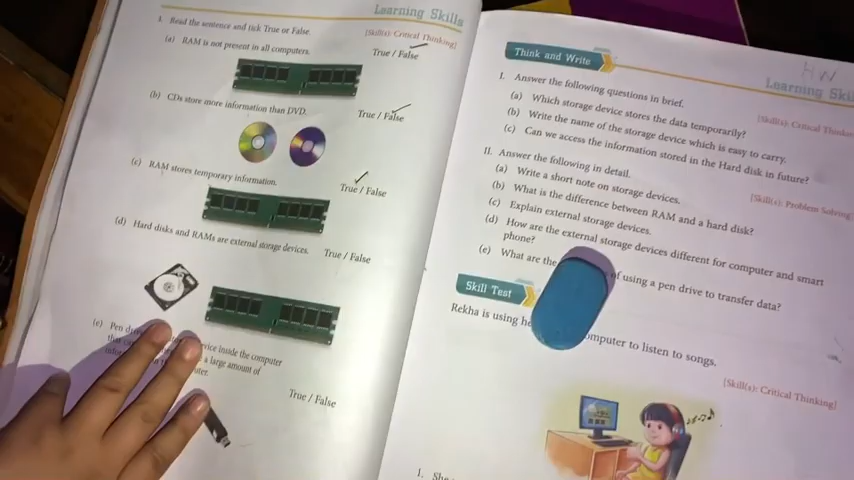 Learning Skills
I. Read the sentence and tick True or False.
[Skill(s): Critical Thinking]
(a) RAM is not present in all computers.
True / False
(b) CDs store more information than DVD.
True / False
(c) RAM stores temporary information.
True / False
(d) Hard disks and RAMs are external storage devices. True / False
(e) Pen
inside the computer
a large amount of
True / False
HW
Think and Write
Learning
I. Answer the following questions in brief.
[Skill(s): Critical
(a) Which storage device stores the data temporarily?
(b) Write the name of the storage device which is easy to carry.
(c) Can we access the information stored in the Hard disk in future?
II. Answer the following in detail.
[Skill(s): Problem Solving
(a) Write a short note on storage devices.
(b) What is the difference between RAM and a hard disk?
(c) Explain external storage devices.
(d) How are the external storage devices different for computer and smart
phone?
(e) What are the of using a pen drive to transfer data?
Skill Test
Rekha is using computer to listen to songs.
[Skill(s): Critical Thinking]
1. She